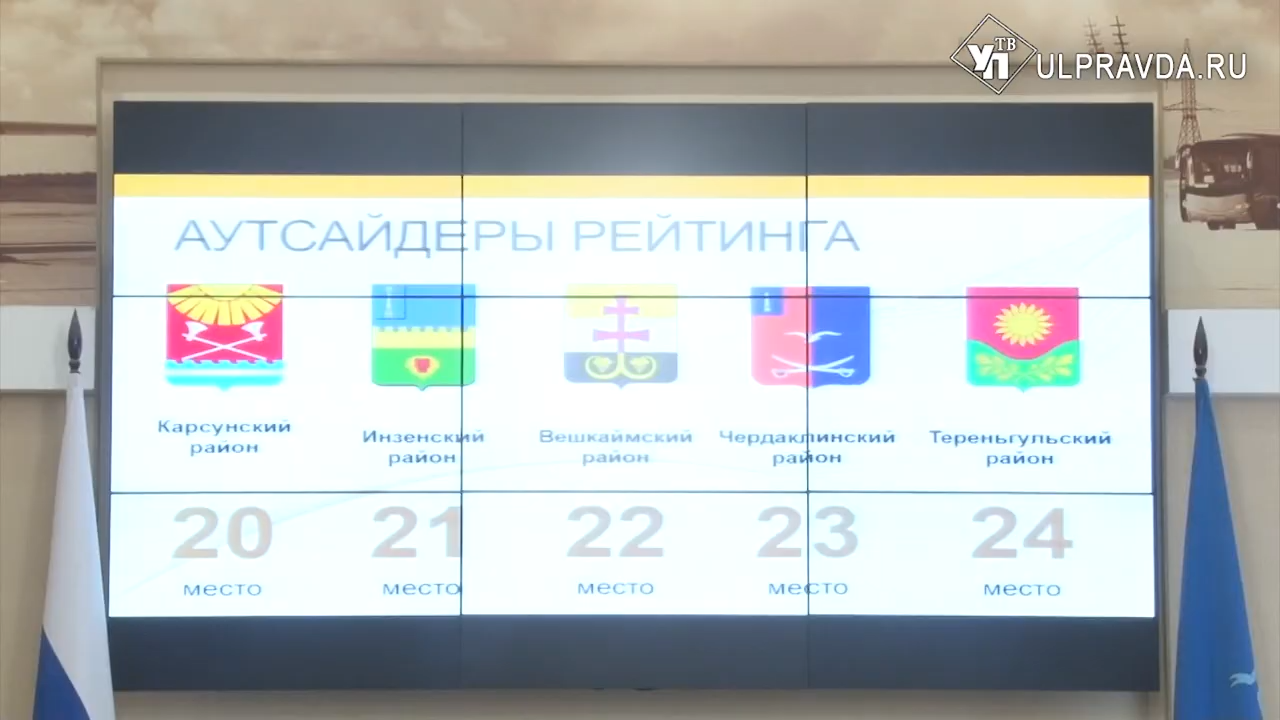 УП ТВ
ULPRAVDA.RU
АУТСАЙДЕРЫ РЕЙТИНГА
Карсунский
район
Инзенский
район
Вешкаймский
район
Чердаклинский
район
Тереньгульский
район
20
место
21
место
22
место
23
место
24
место